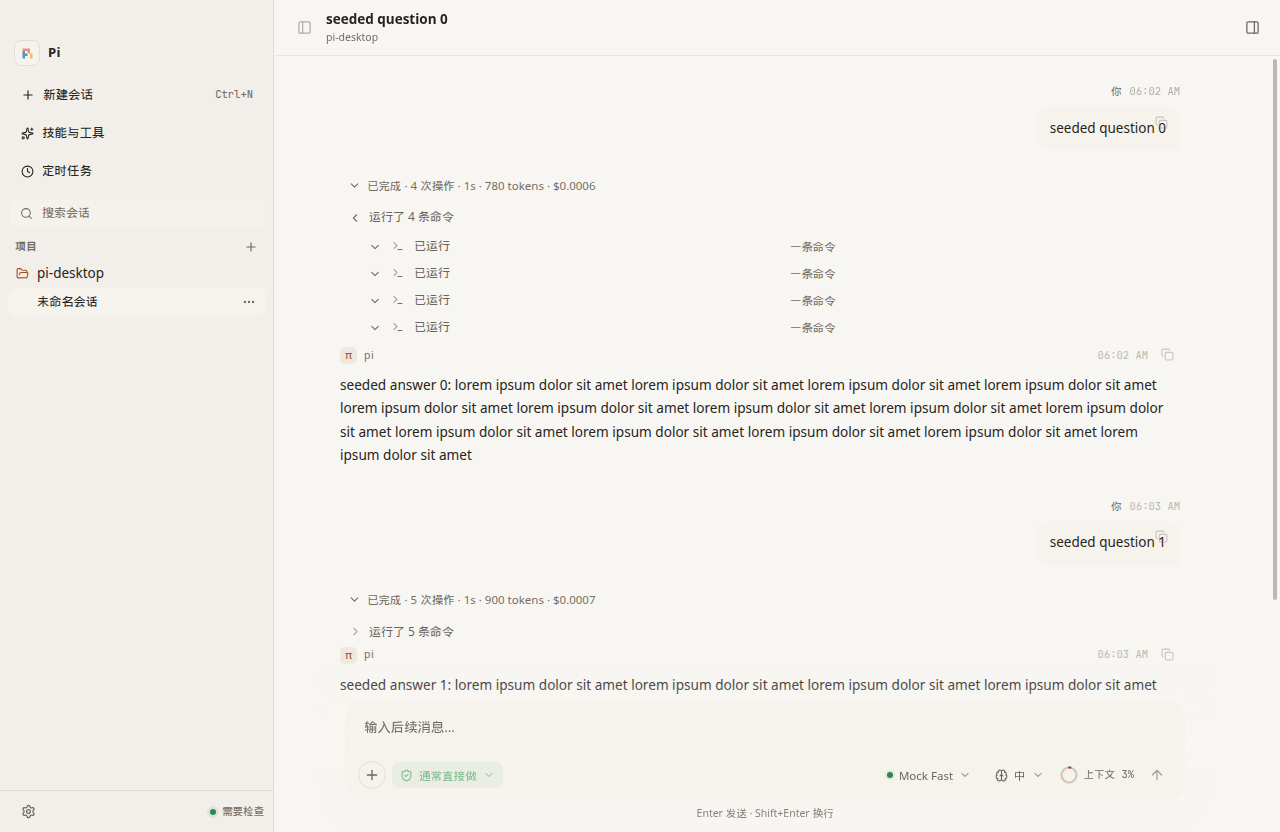 Pi
新建会话 Ctrl+N
技能与工具
定时任务
搜索会话
项目
pi-desktop
未命名会话
需要检查
seeded question 0
pi-desktop
你 06:02 AM
seeded question 0
已完成 · 4 次操作 · 1s · 780 tokens · $0.0006
运行了 4 条命令
已运行 一条命令
已运行 一条命令
已运行 一条命令
已运行 一条命令
π pi 06:02 AM
seeded answer 0: lorem ipsum dolor sit amet lorem ipsum dolor sit amet lorem ipsum dolor sit amet lorem ipsum dolor sit amet
lorem ipsum dolor sit amet lorem ipsum dolor sit amet lorem ipsum dolor sit amet lorem ipsum dolor sit amet lorem ipsum dolor
sit amet lorem ipsum dolor sit amet lorem ipsum dolor sit amet lorem ipsum dolor sit amet lorem ipsum dolor sit amet lorem
ipsum dolor sit amet
你 06:03 AM
seeded question 1
已完成 · 5 次操作 · 1s · 900 tokens · $0.0007
运行了 5 条命令
π pi 06:03 AM
seeded answer 1: lorem ipsum dolor sit amet lorem ipsum dolor sit amet lorem ipsum dolor sit amet lorem ipsum dolor sit amet
输入后续消息...
通常直接做 Mock Fast 中 上下文 3%
Enter 发送 · Shift+Enter 换行